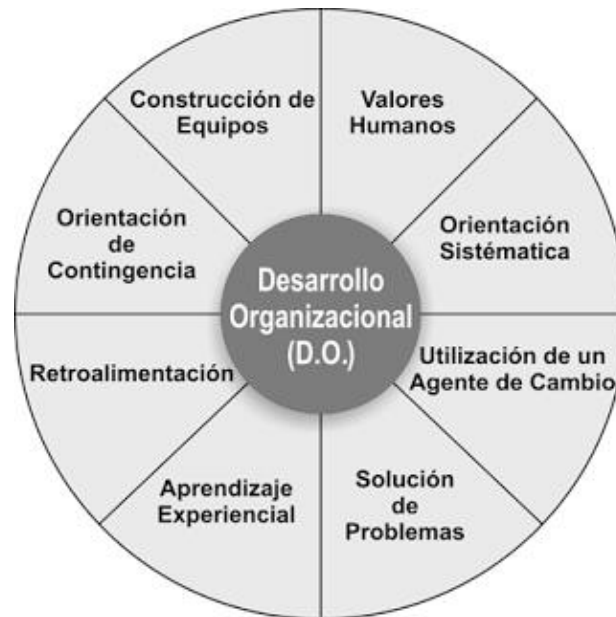 Construcción de
Equipos
Valores
Humanos
Orientación
de
Contingencia
Orientación
Sistématica
Desarrollo
Organizacional
(D.O.)
Retroalimentación
Utilización de un
Agente de Cambio
Aprendizaje
Experiencial
Solución
de
Problemas